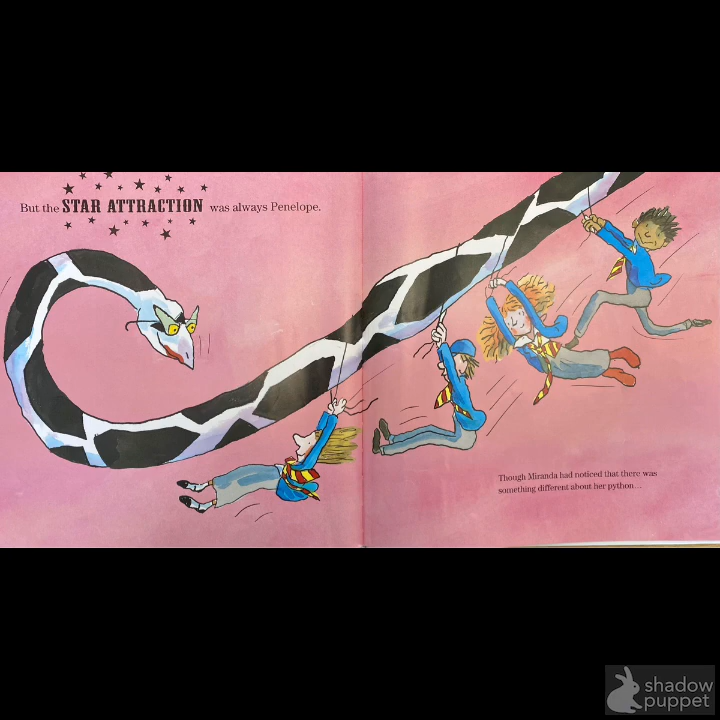 But the STAR ATTRACTION was always Penelope.
Though Miranda had noticed that there was
something different about her python...
shadow
puppet